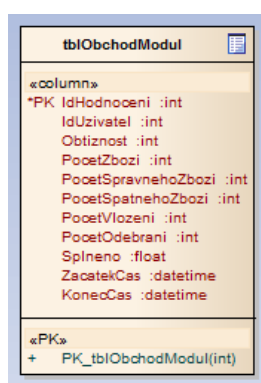 tblObchodModul
«column»
*PK IdHodnoceni :int
IdUzivatel :int
Obtiznost :int
PocetZbozi :int
PocetSpravnehoZbozi :int
PocetSpatnehoZbozi :int
PocetVlozeni :int
PocetOdebrani :int
Splneno :float
ZacatekCas :datetime
KonecCas :datetime
«PK»
+ PK_tblObchodModul(int)